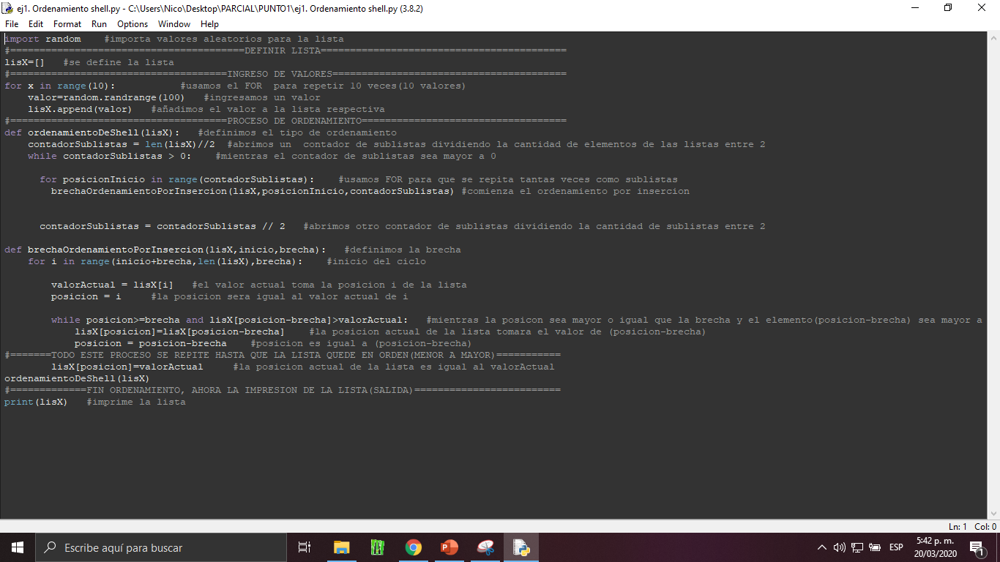 ej1. Ordenamiento shell.py - C:\Users\Nico\Desktop\PARCIAL\PUNTO1\ej1. Ordenamiento shell.py (3.8.2)
File Edit Format Run Options Window Help
import random    #importa valores aleatorios para la lista
#========================================DEFINIR LISTA==========================================
lisX=[]   #se define la lista
#=====================================INGRESO DE VALORES========================================
for x in range(10):           #usamos el FOR  para repetir 10 veces(10 valores)
    valor=random.randrange(100)   #ingresamos un valor
    lisX.append(valor)   #añadimos el valor a la lista respectiva
#=====================================PROCESO DE ORDENAMIENTO===================================
def ordenamientoDeShell(lisX):   #definimos el tipo de ordenamiento
    contadorSublistas = len(lisX)//2  #abrimos un  contador de sublistas dividiendo la cantidad de elementos de las listas entre 2
    while contadorSublistas > 0:    #mientras el contador de sublistas sea mayor a 0
      for posicionInicio in range(contadorSublistas):    #usamos FOR para que se repita tantas veces como sublistas
        brechaOrdenamientoPorInsercion(lisX,posicionInicio,contadorSublistas) #comienza el ordenamiento por insercion
      contadorSublistas = contadorSublistas // 2   #abrimos otro contador de sublistas dividiendo la cantidad de sublistas entre 2
def brechaOrdenamientoPorInsercion(lisX,inicio,brecha):   #definimos la brecha
    for i in range(inicio+brecha,len(lisX),brecha):    #inicio del ciclo
        valorActual = lisX[i]   #el valor actual toma la posicion i de la lista
        posicion = i     #la posicion sera igual al valor actual de i
        while posicion>=brecha and lisX[posicion-brecha]>valorActual:   #mientras la posicon sea mayor o igual que la brecha y el elemento(posicion-brecha) sea mayor a
            lisX[posicion]=lisX[posicion-brecha]    #la posicion actual de la lista tomara el valor de (posicion-brecha)
            posicion = posicion-brecha    #posicion es igual a (posicion-brecha)
#=======TODO ESTE PROCESO SE REPITE HASTA QUE LA LISTA QUEDE EN ORDEN(MENOR A MAYOR)===========
        lisX[posicion]=valorActual     #la posicion actual de la lista es igual al valorActual
ordenamientoDeShell(lisX)
#=============FIN ORDENAMIENTO, AHORA LA IMPRESION DE LA LISTA(SALIDA)=========================
print(lisX)   #imprime la lista
Ln: 1 Col: 0
Escribe aquí para buscar
ESP
5:42 p. m.
20/03/2020
1